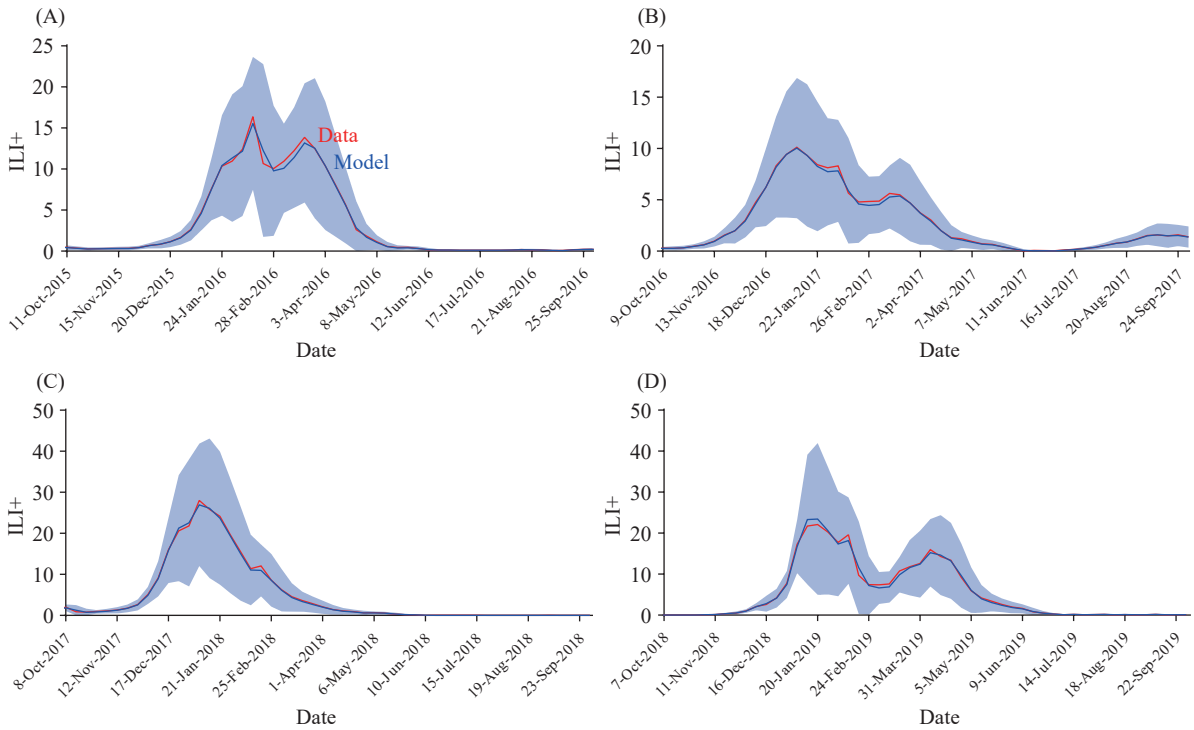 (A)
25
20
15
10
5
0
ILI+
Data
Model
11-Oct-2015
15-Nov-2015
20-Dec-2015
24-Jan-2016
28-Feb-2016
3-Apr-2016
8-May-2016
12-Jun-2016
17-Jul-2016
21-Aug-2016
25-Sep-2016
Date
(B)
20
15
10
5
0
ILI+
9-Oct-2016
13-Nov-2016
18-Dec-2016
22-Jan-2017
26-Feb-2017
2-Apr-2017
7-May-2017
11-Jun-2017
16-Jul-2017
20-Aug-2017
24-Sep-2017
Date
(C)
50
40
30
20
10
0
ILI+
8-Oct-2017
12-Nov-2017
17-Dec-2017
21-Jan-2018
25-Feb-2018
1-Apr-2018
6-May-2018
10-Jun-2018
15-Jul-2018
19-Aug-2018
23-Sep-2018
Date
(D)
50
40
30
20
10
0
ILI+
7-Oct-2018
11-Nov-2018
16-Dec-2018
20-Jan-2019
24-Feb-2019
31-Mar-2019
5-May-2019
9-Jun-2019
14-Jul-2019
18-Aug-2019
22-Sep-2019
Date